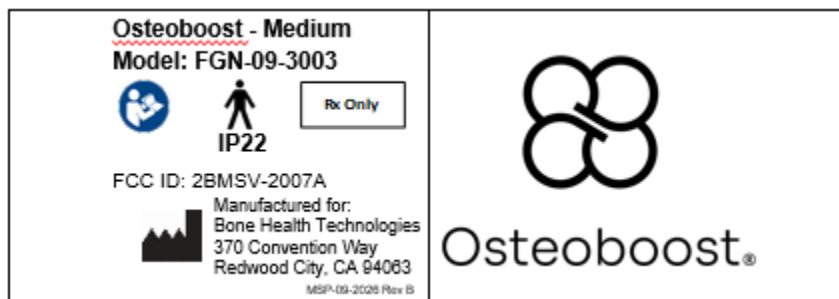 Osteoboost - Medium
Model: FGN-09-3003
Rx Only
IP22
FCC ID: 2BMSV-2007A
Manufactured for:
Bone Health Technologies
370 Convention Way
Redwood City, CA 94063
MSP-09-2026 Rev B
Osteoboost®